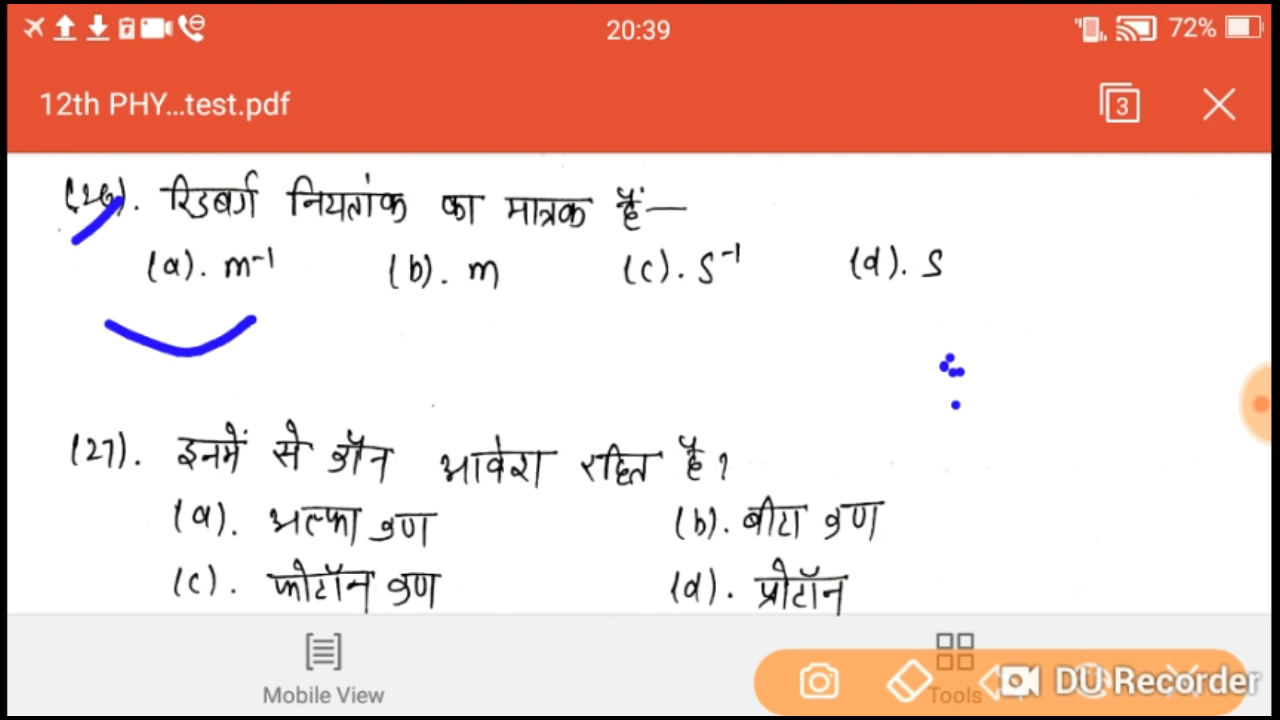 20:39
72%
12th PHY...test.pdf
3
(26). रिडबर्ग नियतांक का मात्रक हैं—
(a). m⁻¹ (b). m (c). S⁻¹ (d). S
(27). इनमें से कौन आवेश रहित है?
(a). अल्फा कण (b). बीटा कण
(c). फोटॉन कण (d). प्रोटॉन
Mobile View
Tools
DU Recorder